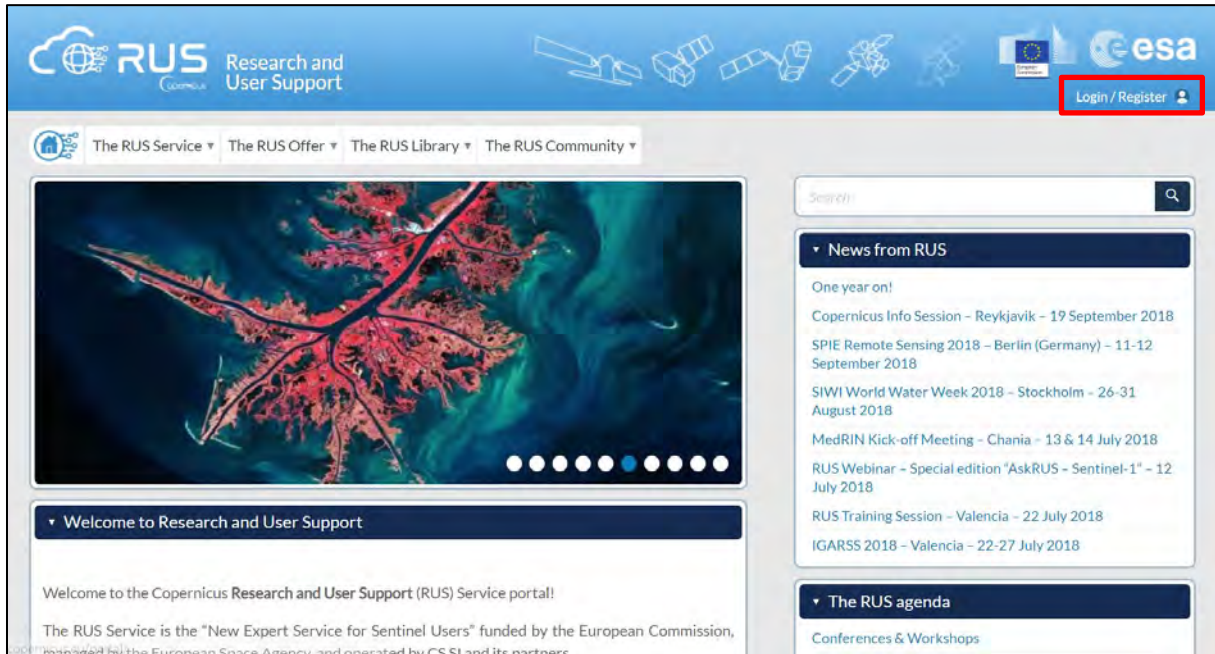 RUS
Copernicus
Research and
User Support
European
Commission
esa
Login / Register
The RUS Service ▾
The RUS Offer ▾
The RUS Library ▾
The RUS Community ▾
Search
▾ News from RUS
One year on!
Copernicus Info Session – Reykjavik – 19 September 2018
SPIE Remote Sensing 2018 – Berlin (Germany) – 11-12
September 2018
SIWI World Water Week 2018 – Stockholm – 26-31
August 2018
MedRIN Kick-off Meeting – Chania – 13 & 14 July 2018
RUS Webinar – Special edition "AskRUS – Sentinel-1" – 12
July 2018
RUS Training Session – Valencia – 22 July 2018
IGARSS 2018 – Valencia – 22-27 July 2018
▾ Welcome to Research and User Support
Welcome to the Copernicus Research and User Support (RUS) Service portal!
The RUS Service is the "New Expert Service for Sentinel Users" funded by the European Commission,
managed by the European Space Agency, and operated by CS SI and its partners.
▾ The RUS agenda
Conferences & Workshops